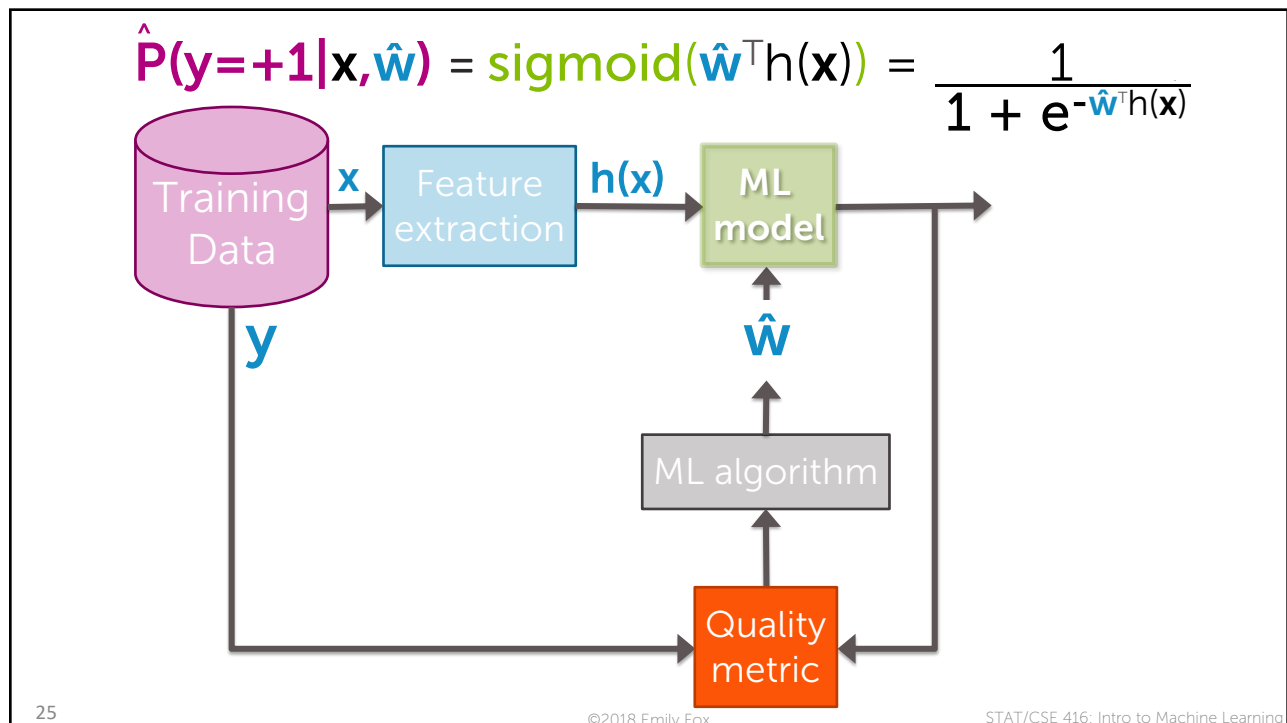 P̂(y=+1|x,ŵ) = sigmoid(ŵᵀh(x)) = 1
1 + e^-ŵᵀh(x)
Training
Data
x
Feature
extraction
h(x)
ML
model
y
ŵ
ML algorithm
Quality
metric
25
©2018 Emily Fox
STAT/CSE 416: Intro to Machine Learning